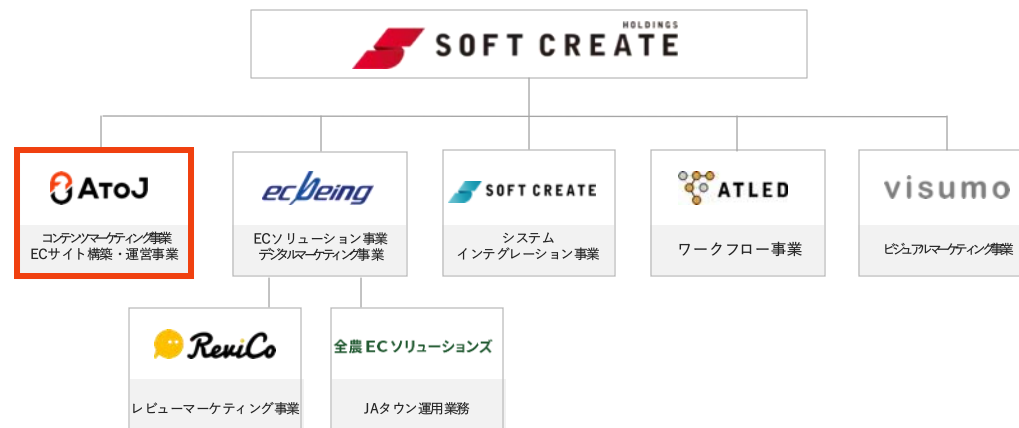 HOLDINGS
SOFT CREATE
ATOJ
コンテンツマーケティング事業
ECサイト構築・運営事業
ecbeing
ECソリューション事業
デジタルマーケティング事業
SOFT CREATE
システム
インテグレーション事業
ATLED
ワークフロー事業
visumo
ビジュアルマーケティング事業
ReviCo
レビューマーケティング事業
全農ECソリューションズ
JAタウン運用業務